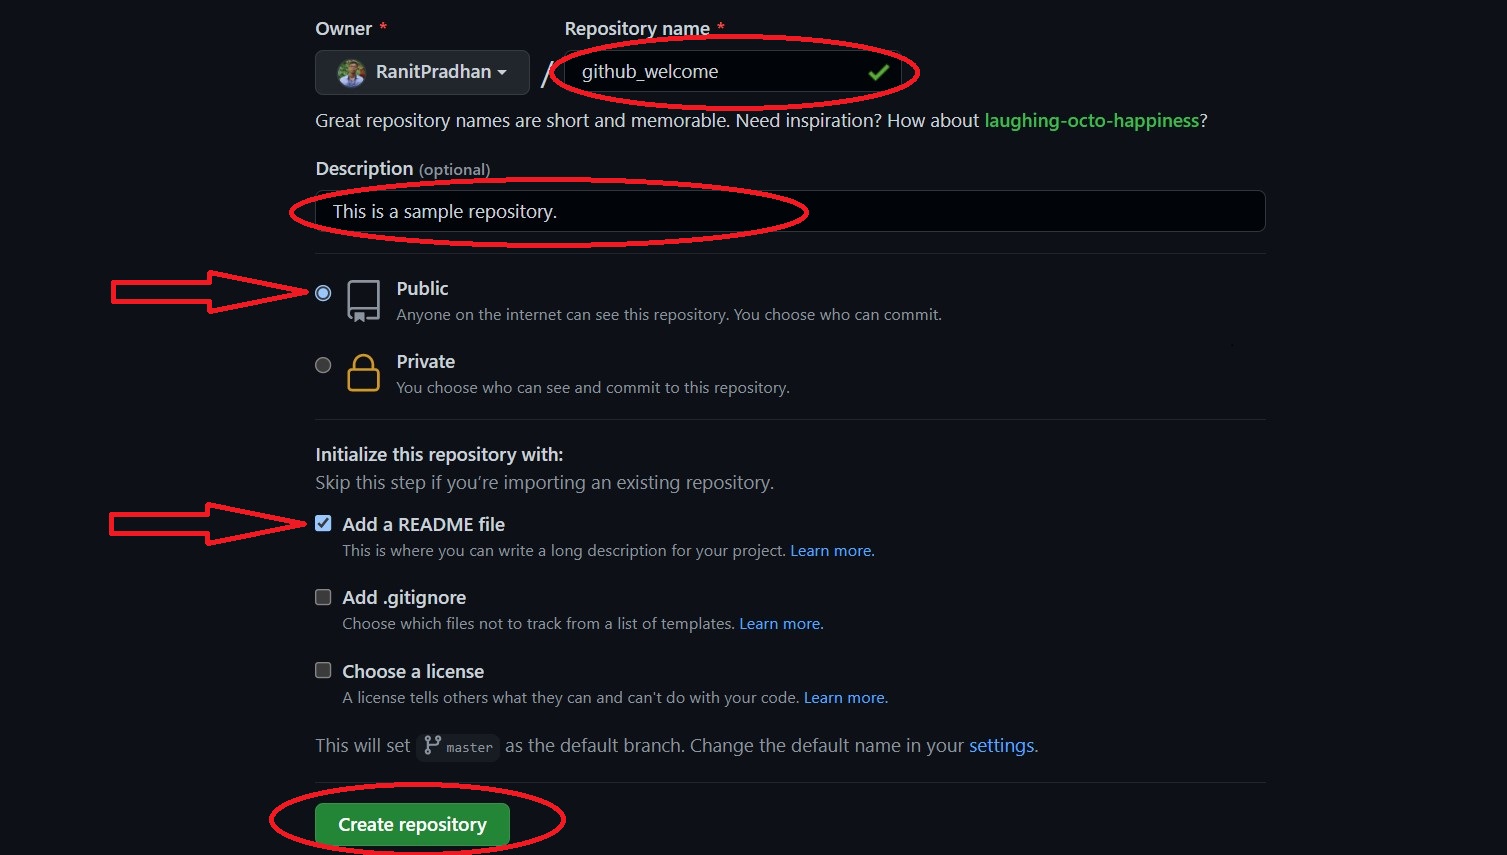 Owner * Repository name *
RanitPradhan / github_welcome
Great repository names are short and memorable. Need inspiration? How about laughing-octo-happiness?
Description (optional)
This is a sample repository.
Public
Anyone on the internet can see this repository. You choose who can commit.
Private
You choose who can see and commit to this repository.
Initialize this repository with:
Skip this step if you're importing an existing repository.
Add a README file
This is where you can write a long description for your project. Learn more.
Add .gitignore
Choose which files not to track from a list of templates. Learn more.
Choose a license
A license tells others what they can and can't do with your code. Learn more.
This will set master as the default branch. Change the default name in your settings.
Create repository